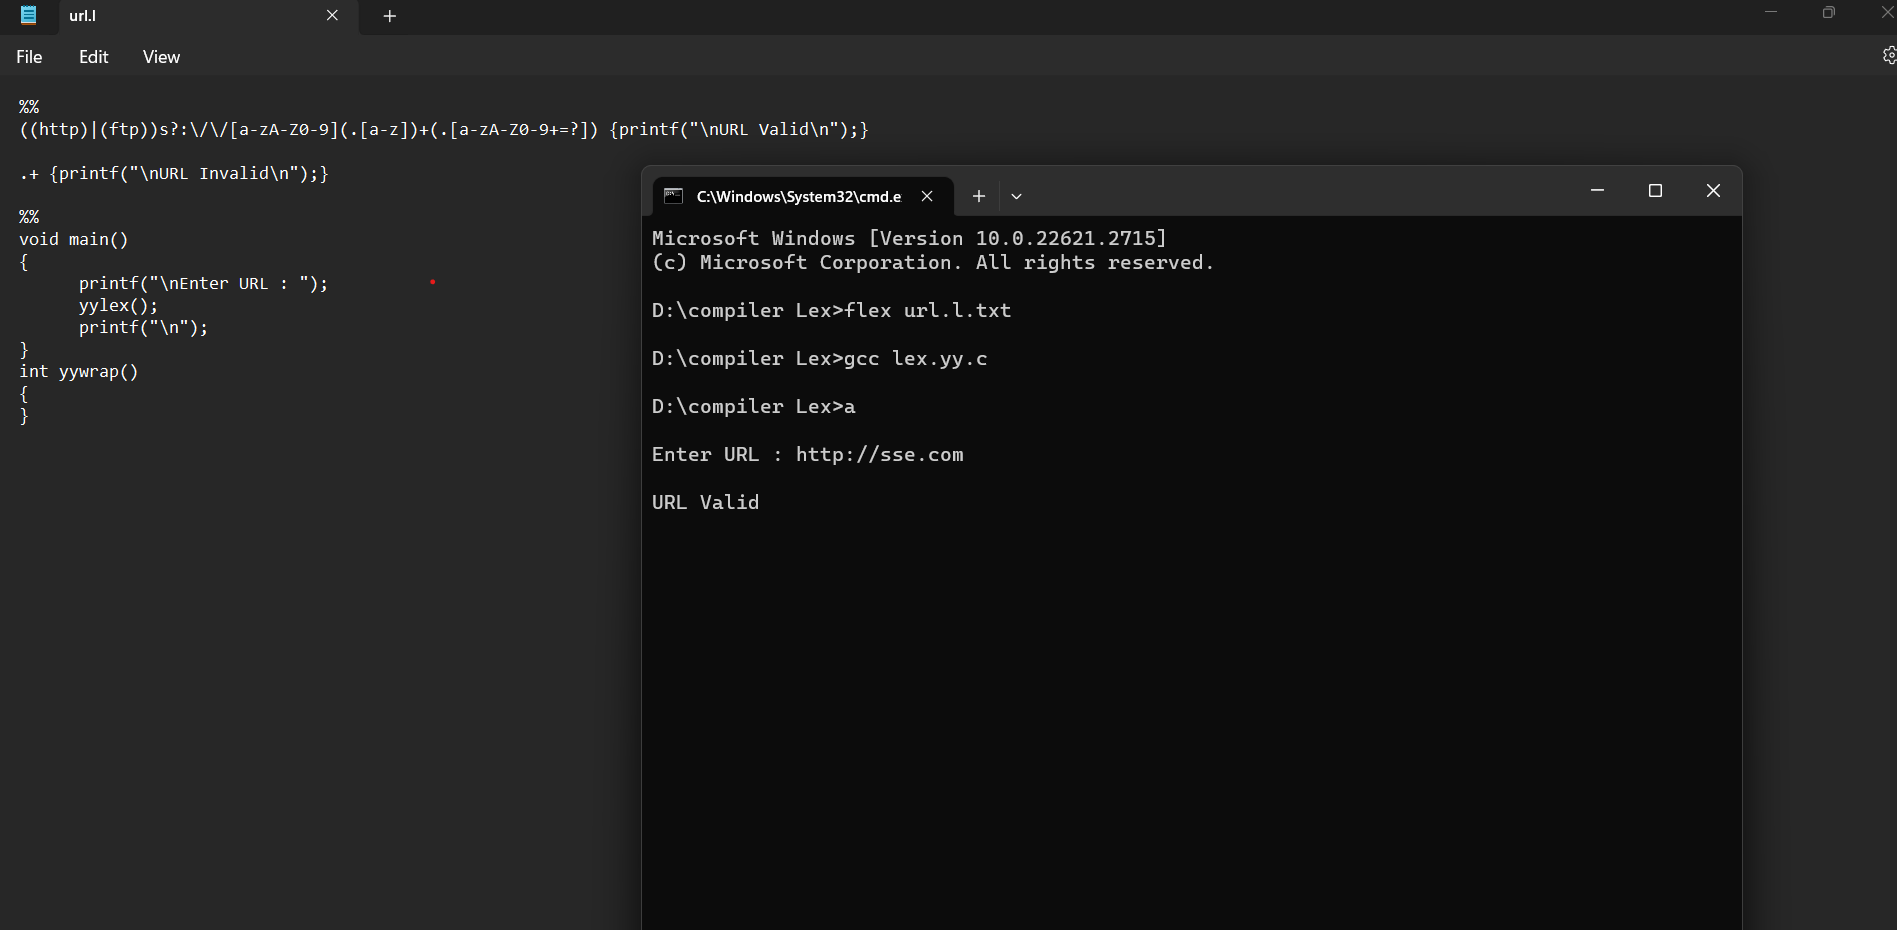 url.l
File Edit View
%%
((http)|(ftp))s?:\/\/[a-zA-Z0-9](.[a-z])+(.[a-zA-Z0-9+=?]) {printf("\nURL Valid\n");}
.+ {printf("\nURL Invalid\n");}
%%
void main()
{
printf("\nEnter URL : ");
yylex();
printf("\n");
}
int yywrap()
{
}
C:\Windows\System32\cmd.e
Microsoft Windows [Version 10.0.22621.2715]
(c) Microsoft Corporation. All rights reserved.
D:\compiler Lex>flex url.l.txt
D:\compiler Lex>gcc lex.yy.c
D:\compiler Lex>a
Enter URL : http://sse.com
URL Valid